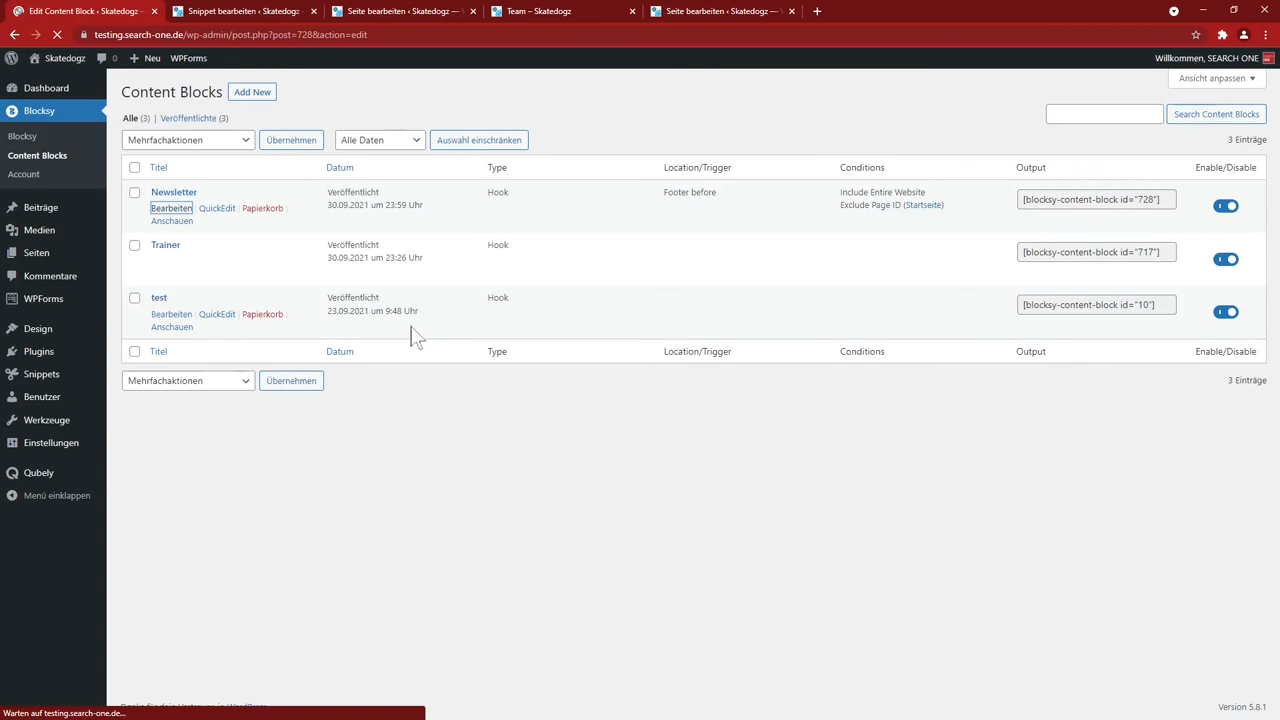 Edit Content Block ‹ Skatedogz —
Snippet bearbeiten ‹ Skatedogz —
Seite bearbeiten ‹ Skatedogz — W
Team – Skatedogz
Seite bearbeiten ‹ Skatedogz — W
testing.search-one.de/wp-admin/post.php?post=728&action=edit
Skatedogz
0
Neu
WPForms
Willkommen, SEARCH ONE
Dashboard
Blocksy
Blocksy
Content Blocks
Account
Beiträge
Medien
Seiten
Kommentare
WPForms
Design
Plugins
Snippets
Benutzer
Werkzeuge
Einstellungen
Qubely
Menü einklappen
Ansicht anpassen
Content Blocks
Add New
Alle (3) | Veröffentlichte (3)
Search Content Blocks
Mehrfachaktionen
Übernehmen
Alle Daten
Auswahl einschränken
3 Einträge
Titel Datum Type Location/Trigger Conditions Output Enable/Disable
Newsletter Veröffentlicht Hook Footer before Include Entire Website
30.09.2021 um 23:59 Uhr Exclude Page ID (Startseite)
[blocksy-content-block id="728"]
Bearbeiten | QuickEdit | Papierkorb |
Anschauen
Trainer Veröffentlicht Hook
30.09.2021 um 23:26 Uhr
[blocksy-content-block id="717"]
test Veröffentlicht Hook
23.09.2021 um 9:48 Uhr
[blocksy-content-block id="10"]
Bearbeiten | QuickEdit | Papierkorb |
Anschauen
Titel Datum Type Location/Trigger Conditions Output Enable/Disable
Mehrfachaktionen
Übernehmen
3 Einträge
Version 5.8.1
Warten auf testing.search-one.de...